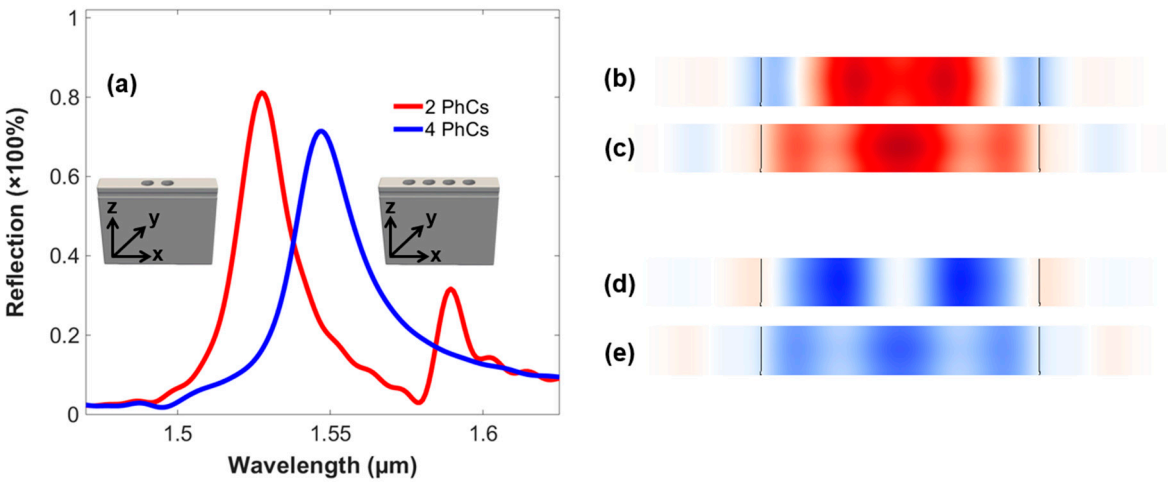 (a)
2 PhCs
4 PhCs
Reflection (×100%)
1
0.8
0.6
0.4
0.2
0
1.5
1.55
1.6
Wavelength (µm)
z
y
x
z
y
x
(b)
(c)
(d)
(e)